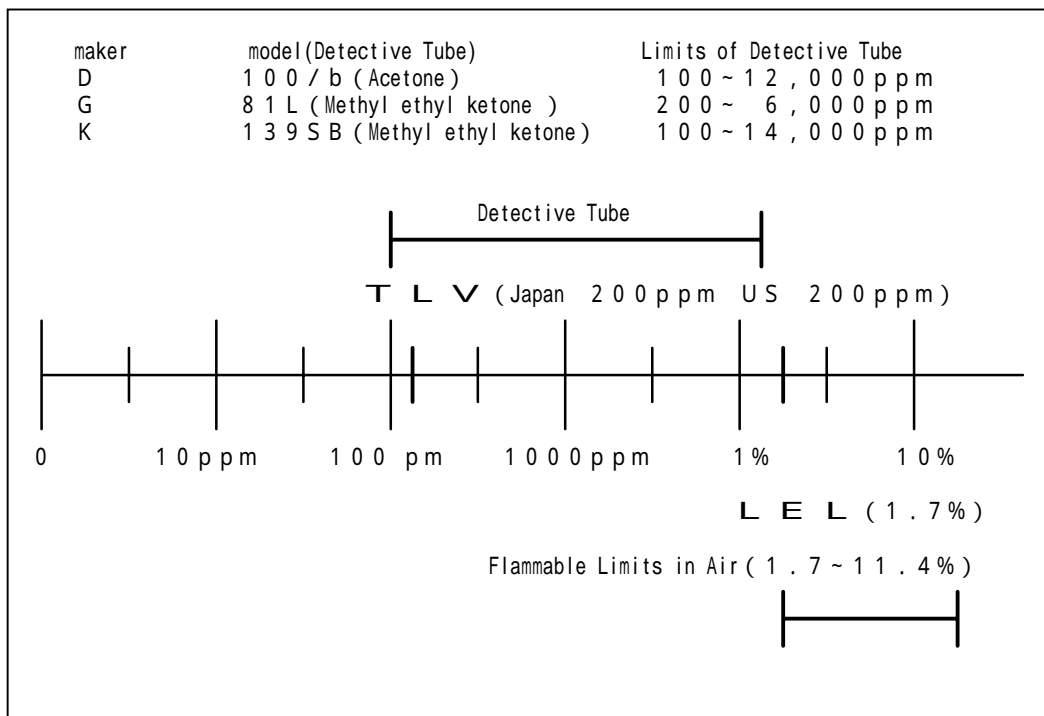 maker model(Detective Tube) Limits of Detective Tube
D 100/b(Acetone) 100~12,000ppm
G 81L(Methyl ethyl ketone ) 200~ 6,000ppm
K 139SB(Methyl ethyl ketone) 100~14,000ppm
Detective Tube
TLV(Japan 200ppm US 200ppm)
0 10ppm 100 pm 1000ppm 1% 10%
LEL(1.7%)
Flammable Limits in Air(1.7~11.4%)